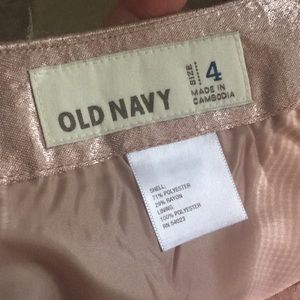 OLD NAVY
SIZE
4
MADE IN
CAMBODIA
SHELL:
71% POLYESTER
29% RAYON
LINING:
100% POLYESTER
RN 54023